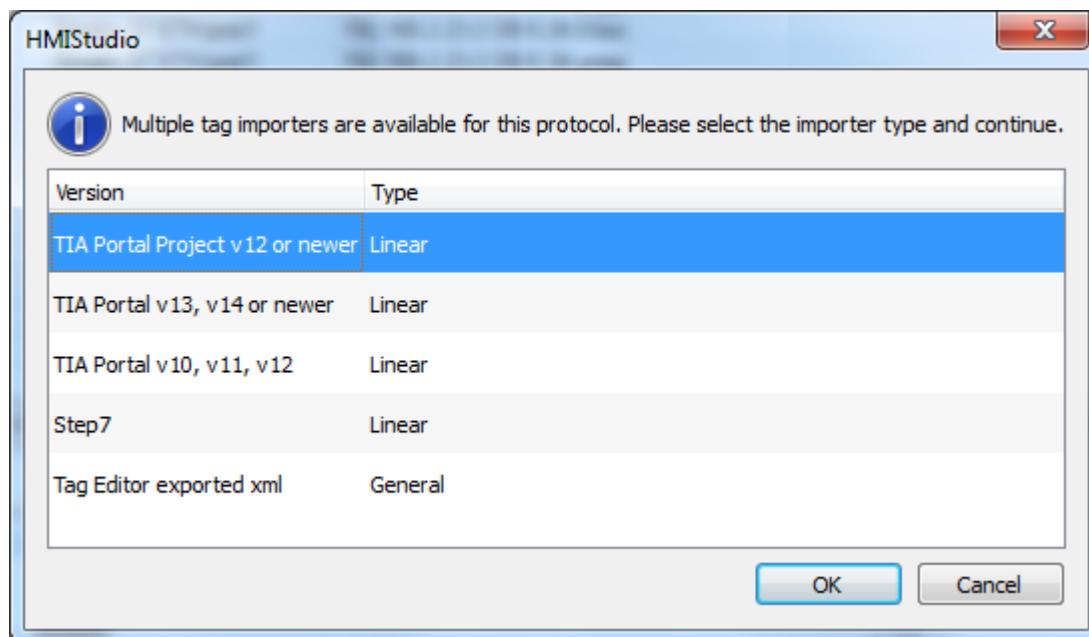 HMIStudio
Multiple tag importers are available for this protocol. Please select the importer type and continue.
Version Type
TIA Portal Project v12 or newer Linear
TIA Portal v13, v14 or newer Linear
TIA Portal v10, v11, v12 Linear
Step7 Linear
Tag Editor exported xml General
OK Cancel